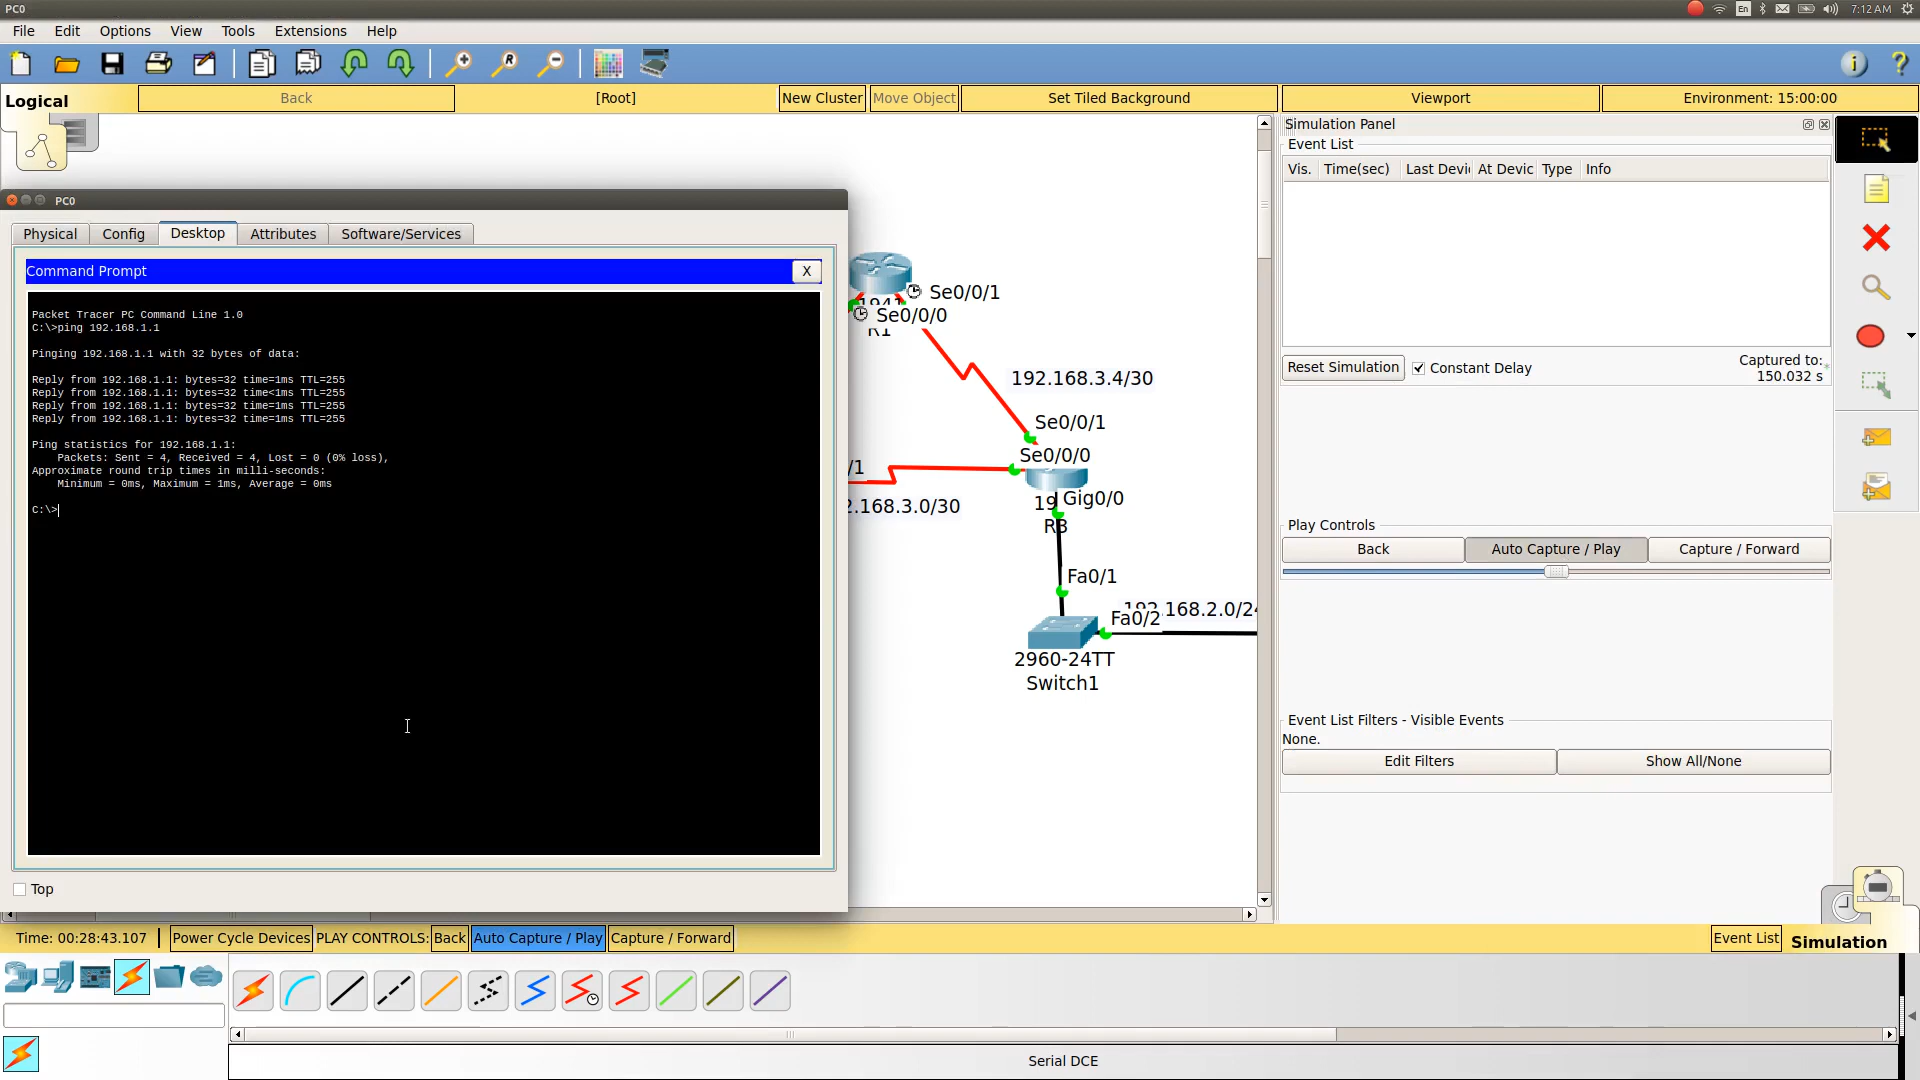 PC0
En
7:12 AM
File Edit Options View Tools Extensions Help
Logical
Back
[Root]
New Cluster
Move Object
Set Tiled Background
Viewport
Environment: 15:00:00
PC0
Physical
Config
Desktop
Attributes
Software/Services
Command Prompt
X
Packet Tracer PC Command Line 1.0
C:\>ping 192.168.1.1
Pinging 192.168.1.1 with 32 bytes of data:
Reply from 192.168.1.1: bytes=32 time=1ms TTL=255
Reply from 192.168.1.1: bytes=32 time<1ms TTL=255
Reply from 192.168.1.1: bytes=32 time=1ms TTL=255
Reply from 192.168.1.1: bytes=32 time=1ms TTL=255
Ping statistics for 192.168.1.1:
Packets: Sent = 4, Received = 4, Lost = 0 (0% loss),
Approximate round trip times in milli-seconds:
Minimum = 0ms, Maximum = 1ms, Average = 0ms
C:\>
Top
Se0/0/1
1941
Se0/0/0
R1
192.168.3.4/30
Se0/0/1
Se0/0/0
/1
2.168.3.0/30
19
Gig0/0
R3
Fa0/1
192.168.2.0/24
Fa0/2
2960-24TT
Switch1
Simulation Panel
Event List
Vis. Time(sec) Last Devi At Devic Type Info
Reset Simulation
Constant Delay
Captured to:
150.032 s
Play Controls
Back
Auto Capture / Play
Capture / Forward
Event List Filters - Visible Events
None.
Edit Filters
Show All/None
Time: 00:28:43.107
Power Cycle Devices
PLAY CONTROLS:
Back
Auto Capture / Play
Capture / Forward
Event List
Simulation
Serial DCE